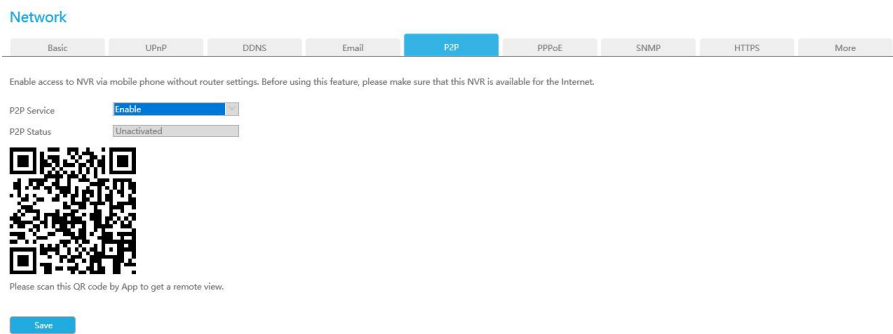 Network
Basic UPnP DDNS Email P2P PPPoE SNMP HTTPS More
Enable access to NVR via mobile phone without router settings. Before using this feature, please make sure that this NVR is available for the Internet.
P2P Service Enable
P2P Status Unactivated
Please scan this QR code by App to get a remote view.
Save